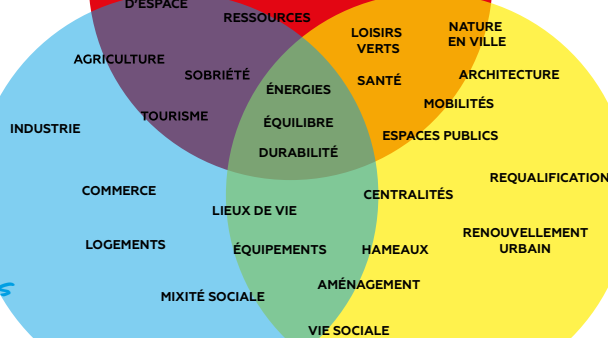 D'ESPACE
RESSOURCES
NATURE
EN VILLE
LOISIRS
VERTS
AGRICULTURE
SOBRIÉTÉ
SANTÉ
ARCHITECTURE
ÉNERGIES
MOBILITÉS
TOURISME
ÉQUILIBRE
INDUSTRIE
ESPACES PUBLICS
DURABILITÉ
REQUALIFICATION
COMMERCE
CENTRALITÉS
LIEUX DE VIE
RENOUVELLEMENT
URBAIN
LOGEMENTS
ÉQUIPEMENTS
HAMEAUX
AMÉNAGEMENT
MIXITÉ SOCIALE
VIE SOCIALE